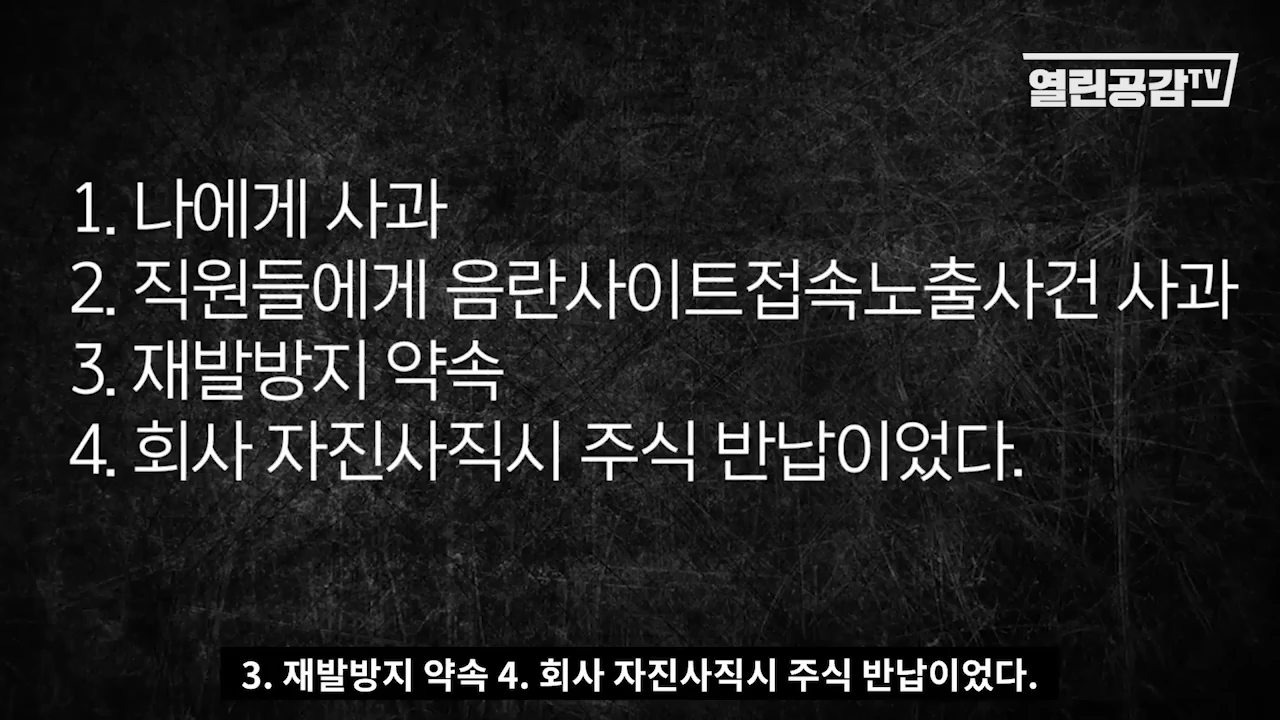 열린공감TV
1. 나에게 사과
2. 직원들에게 음란사이트접속노출사건 사과
3. 재발방지 약속
4. 회사 자진사직시 주식 반납이었다.
3. 재발방지 약속 4. 회사 자진사직시 주식 반납이었다.